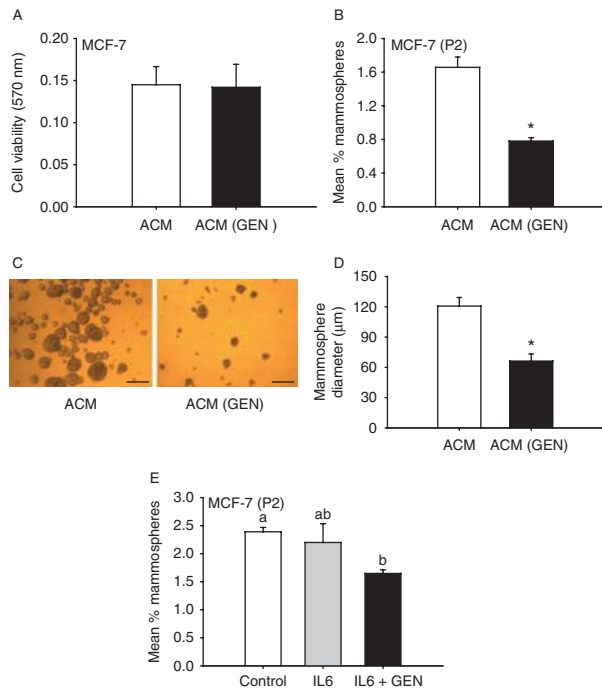 A
MCF-7
Cell viability (570 nm)
0.20
0.15
0.10
0.05
0.00
ACM
ACM (GEN )
B
MCF-7 (P2)
Mean % mammospheres
2.0
1.6
1.2
0.8
0.4
0.0
*
ACM
ACM (GEN)
C
ACM
ACM (GEN)
D
Mammosphere
diameter (μm)
150
120
90
60
30
0
*
ACM
ACM (GEN)
E
MCF-7 (P2)
Mean % mammospheres
3.0
2.5
2.0
1.5
1.0
0.5
0.0
a
ab
b
Control
IL6
IL6 + GEN